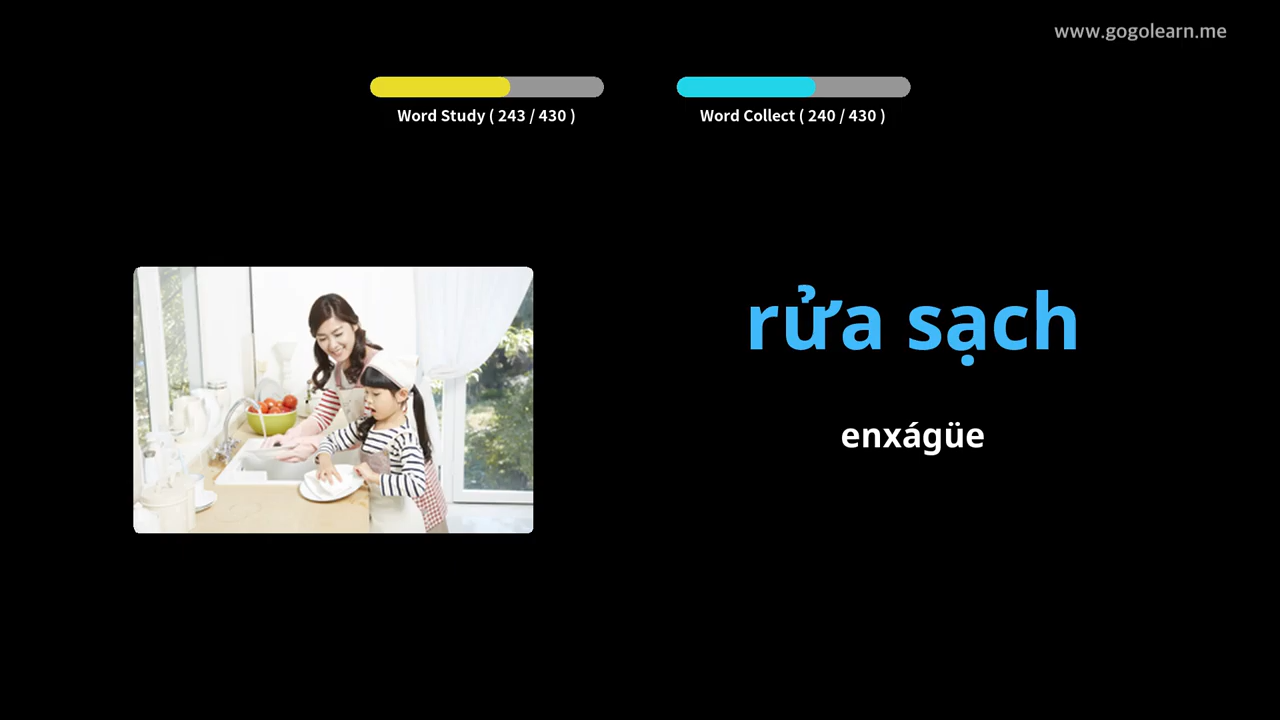 www.gogolearn.me
Word Study ( 243 / 430 )
Word Collect ( 240 / 430 )
rửa sạch
enxágüe